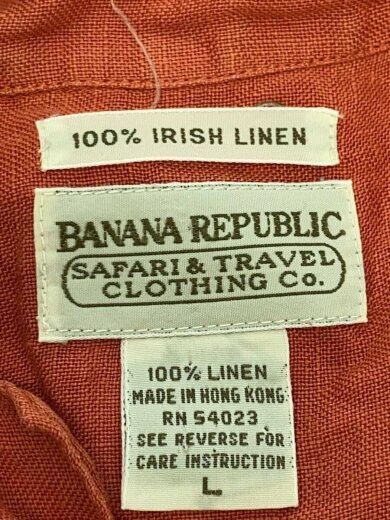 100% IRISH LINEN
BANANA REPUBLIC
SAFARI & TRAVEL
CLOTHING Co.
100% LINEN
MADE IN HONG KONG
RN 54023
SEE REVERSE FOR
CARE INSTRUCTION
L